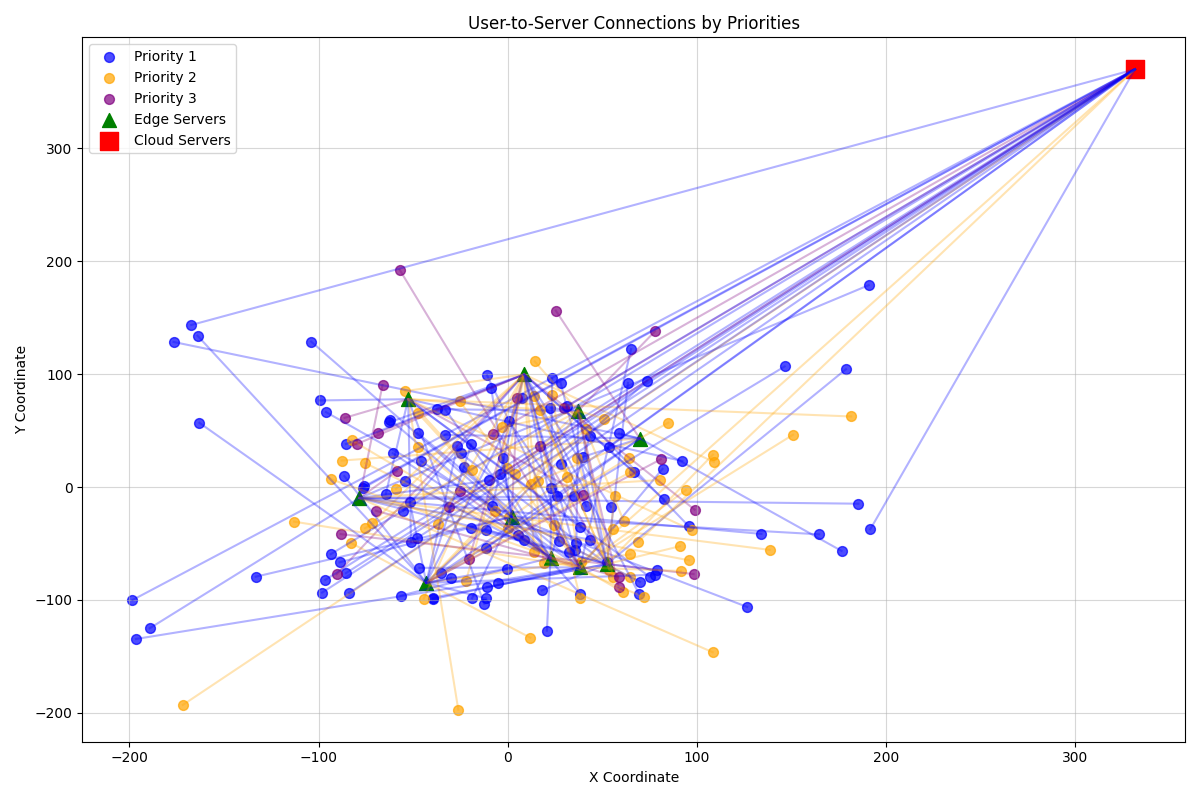 User-to-Server Connections by Priorities
Priority 1
Priority 2
Priority 3
Edge Servers
Cloud Servers
Y Coordinate
300
200
100
0
−100
−200
−200
−100
0
100
200
300
X Coordinate